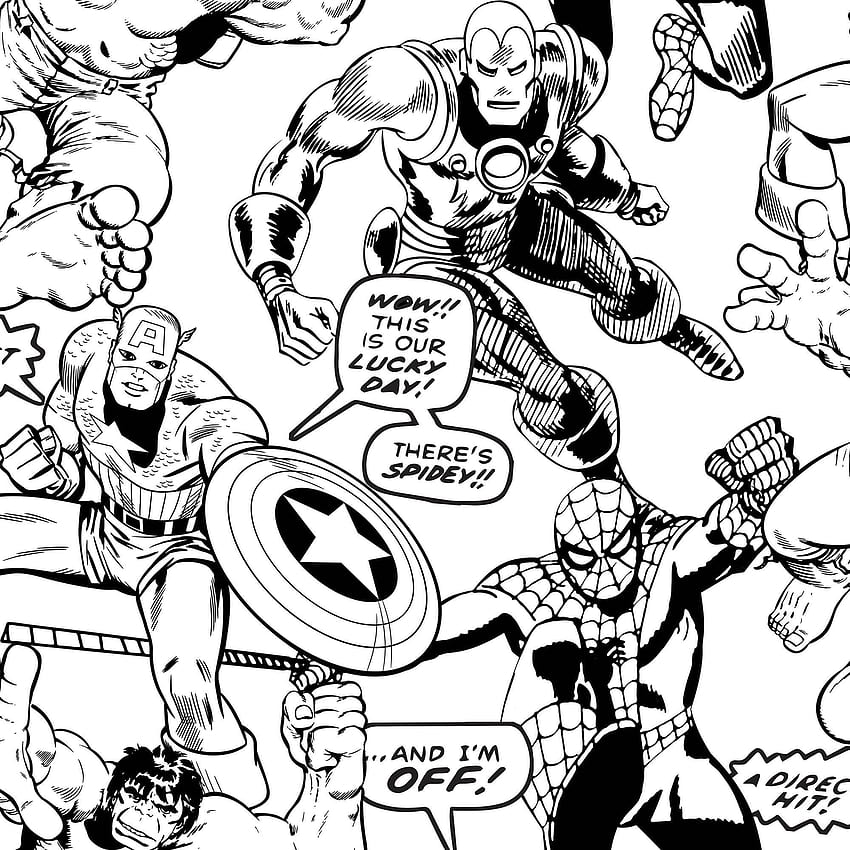 A
WOW!!
THIS
IS OUR
LUCKY
DAY!
THERE'S
SPIDEY!!
...AND I'M
OFF!
A DIREC
HIT!